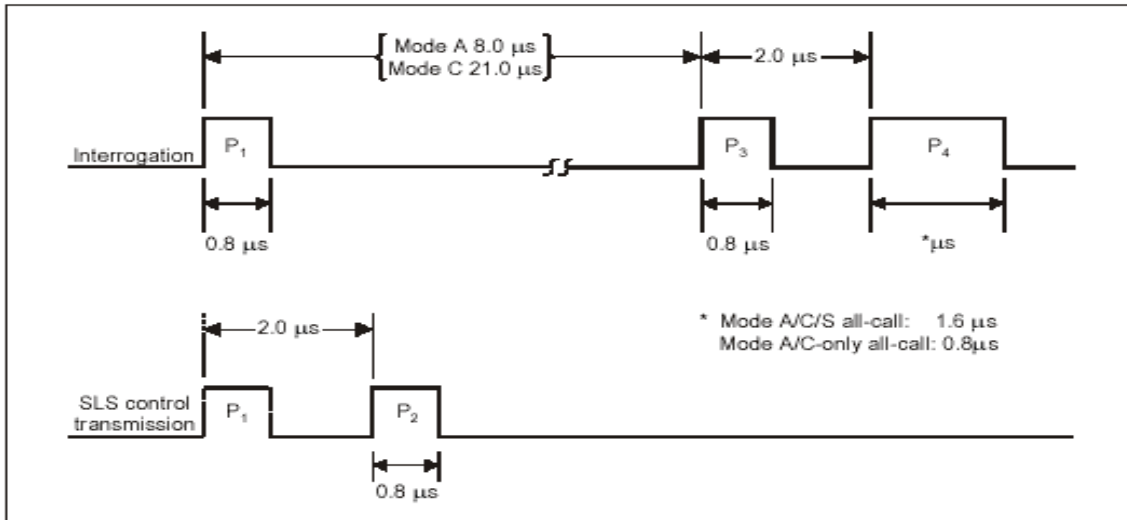 Mode A 8.0 μs
Mode C 21.0 μs
2.0 μs
Interrogation
P₁
P₃
P₄
0.8 μs
0.8 μs
*μs
2.0 μs
* Mode A/C/S all-call: 1.6 μs
Mode A/C-only all-call: 0.8μs
SLS control
transmission
P₁
P₂
0.8 μs